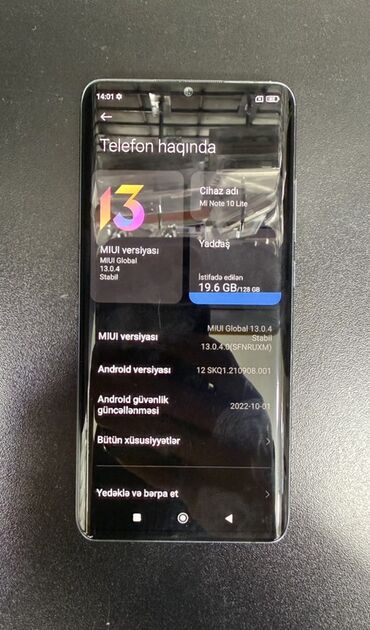 14:01
Telefon haqında
13
MIUI versiyası
MIUI Global
13.0.4
Stabil
Cihaz adı
Mi Note 10 Lite
Yaddaş
İstifadə edilən
19.6 GB/128 GB
MIUI versiyası
MIUI Global 13.0.4
Stabil
13.0.4.0(SFNRUXM)
Android versiyası
12 SKQ1.210908.001
Android güvənlik
güncəllənməsi
2022-10-01
Bütün xüsusiyyətlər
Yedəklə və bərpa et